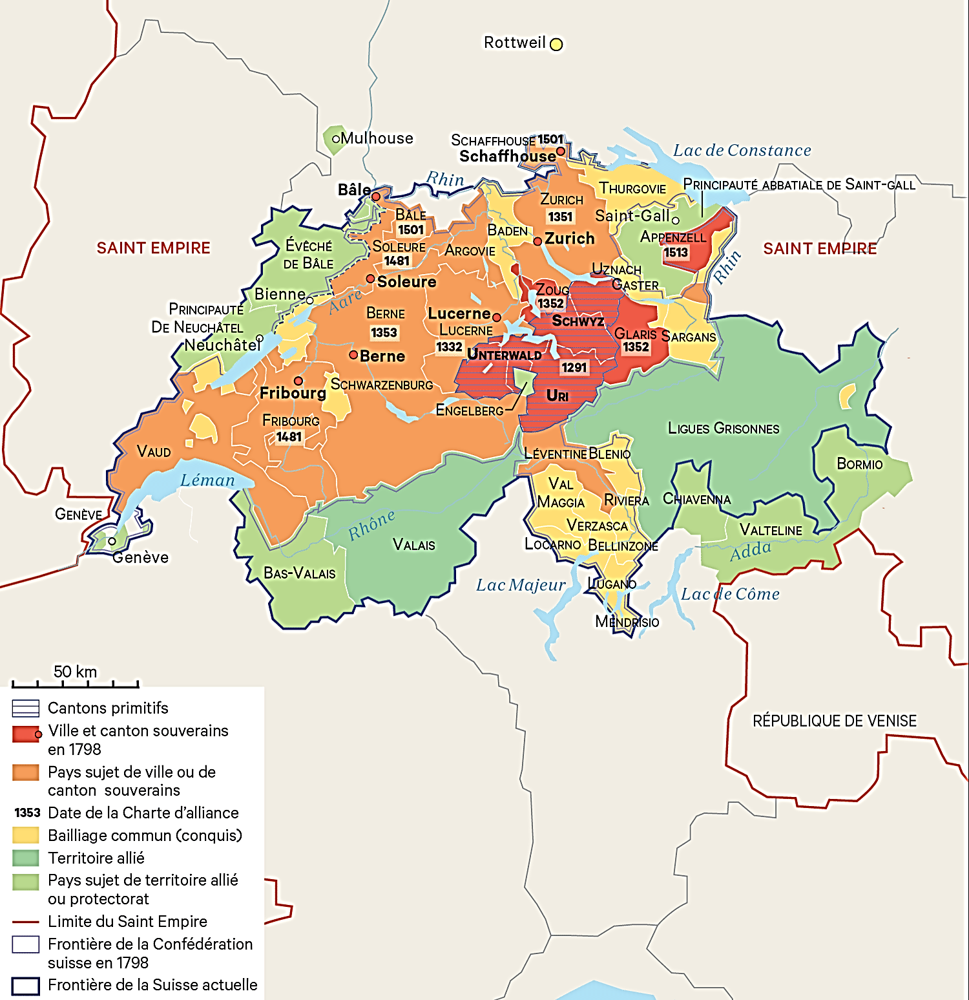 Rottweil
Mulhouse
SCHAFFHOUSE 1501
Schaffhouse
Lac de Constance
Rhin
PRINCIPAUTÉ ABBATIALE DE SAINT-GALL
Bâle
THURGOVIE
ZURICH
1351
BÂLE
1501
Saint-Gall
BADEN
Zurich
APPENZELL
1513
SAINT EMPIRE
SAINT EMPIRE
ÉVÊCHÉ
DE BÂLE
SOLEURE
1481
ARGOVIE
Rhin
UZNACH
GASTER
Soleure
Bienne
Aare
ZOUG
1352
PRINCIPAUTÉ
DE NEUCHÂTEL
Neuchâtel
BERNE
1353
Lucerne
LUCERNE
1332
SCHWYZ
GLARIS
1352
SARGANS
Berne
UNTERWALD
1291
Fribourg
SCHWARZENBURG
URI
ENGELBERG
FRIBOURG
1481
LIGUES GRISONNES
VAUD
LÉVENTINE
BLENIO
BORMIO
Léman
VAL
MAGGIA
RIVIERA
CHIAVENNA
GENÈVE
Genève
Rhône
VALAIS
VERZASCA
LOCARNO
BELLINZONE
VALTELINE
Adda
BAS-VALAIS
Lac Majeur
LUGANO
Lac de Côme
MENDRISIO
RÉPUBLIQUE DE VENISE
50 km
Cantons primitifs
Ville et canton souverains
en 1798
Pays sujet de ville ou de
canton souverains
1353 Date de la Charte d'alliance
Bailliage commun (conquis)
Territoire allié
Pays sujet de territoire allié
ou protectorat
Limite du Saint Empire
Frontière de la Confédération
suisse en 1798
Frontière de la Suisse actuelle